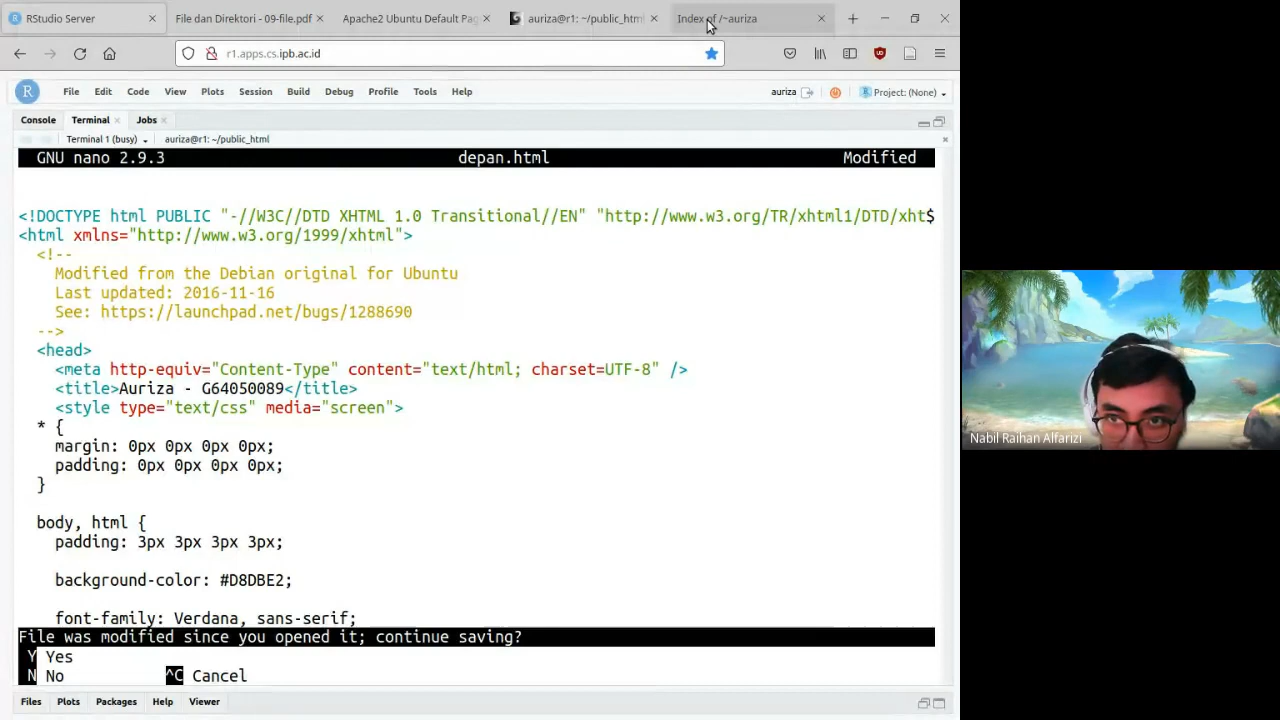 RStudio Server
File dan Direktori - 09-file.pdf
Apache2 Ubuntu Default Pag
auriza@r1: ~/public_html
Index of /~auriza
r1.apps.cs.ipb.ac.id
R File Edit Code View Plots Session Build Debug Profile Tools Help auriza Project: (None)
Console Terminal Jobs
Terminal 1 (busy) auriza@r1: ~/public_html
GNU nano 2.9.3 depan.html Modified
<!DOCTYPE html PUBLIC "-//W3C//DTD XHTML 1.0 Transitional//EN" "http://www.w3.org/TR/xhtml1/DTD/xht$
<html xmlns="http://www.w3.org/1999/xhtml">
<!--
Modified from the Debian original for Ubuntu
Last updated: 2016-11-16
See: https://launchpad.net/bugs/1288690
-->
<head>
<meta http-equiv="Content-Type" content="text/html; charset=UTF-8" />
<title>Auriza - G64050089</title>
<style type="text/css" media="screen">
* {
margin: 0px 0px 0px 0px;
padding: 0px 0px 0px 0px;
}
body, html {
padding: 3px 3px 3px 3px;
background-color: #D8DBE2;
font-family: Verdana, sans-serif;
File was modified since you opened it; continue saving?
Y Yes
N No ^C Cancel
Files Plots Packages Help Viewer
Nabil Raihan Alfarizi